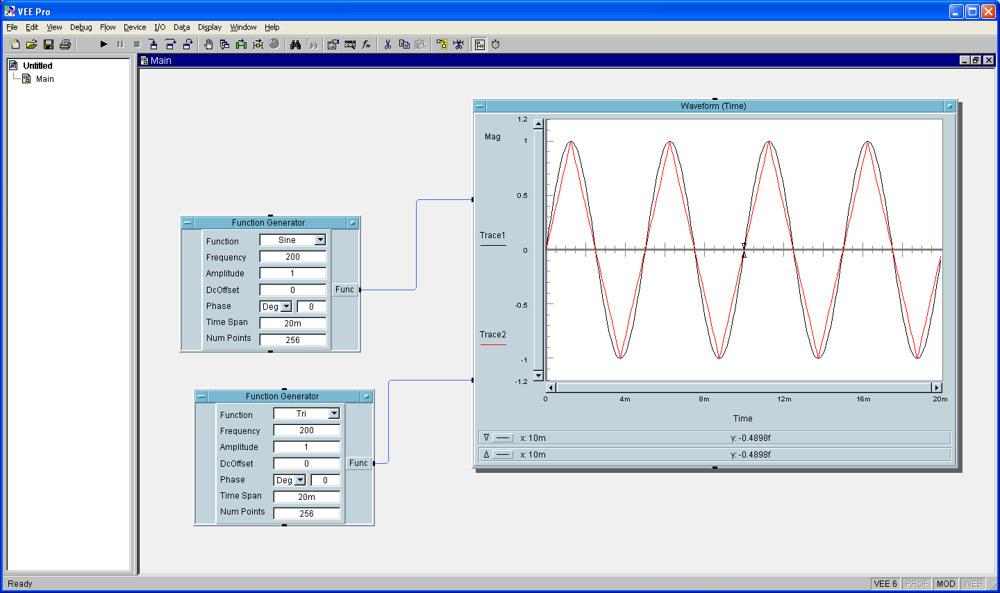 VEE Pro
File Edit View Debug Flow Device I/O Data Display Window Help
Untitled
Main
Main
Function Generator
Function Sine
Frequency 200
Amplitude 1
DcOffset 0
Phase Deg 0
Time Span 20m
Num Points 256
Func
Function Generator
Function Tri
Frequency 200
Amplitude 1
DcOffset 0
Phase Deg 0
Time Span 20m
Num Points 256
Func
Waveform (Time)
Mag
Trace1
Trace2
1.2
1
0.5
0
-0.5
-1
-1.2
0 4m 8m 12m 16m 20m
Time
x: 10m y: -0.4898f
x: 10m y: -0.4898f
Ready
VEE 6 PROF MOD WEB